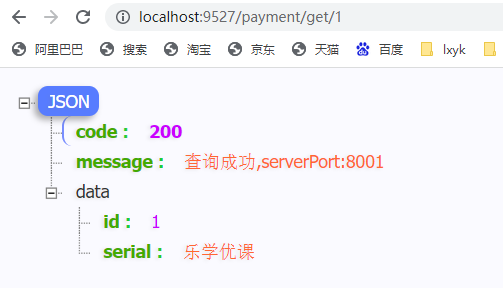 localhost:9527/payment/get/1
阿里巴巴 搜索 淘宝 京东 天猫 百度 lxyk
JSON
code : 200
message : 查询成功,serverPort:8001
data
id : 1
serial : 乐学优课